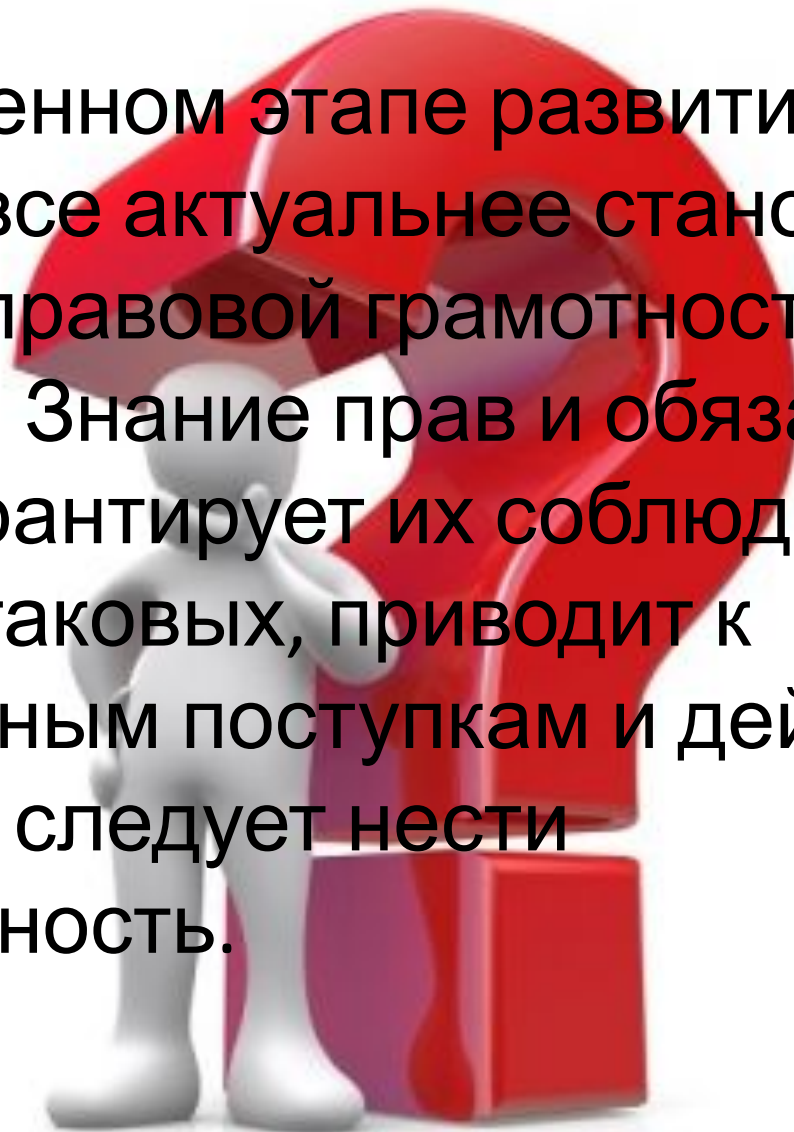 енном этапе развити
все актуальнее стано
правовой грамотност
Знание прав и обяза
рантирует их соблюд
таковых, приводит к
ным поступкам и дей
следует нести
ность.